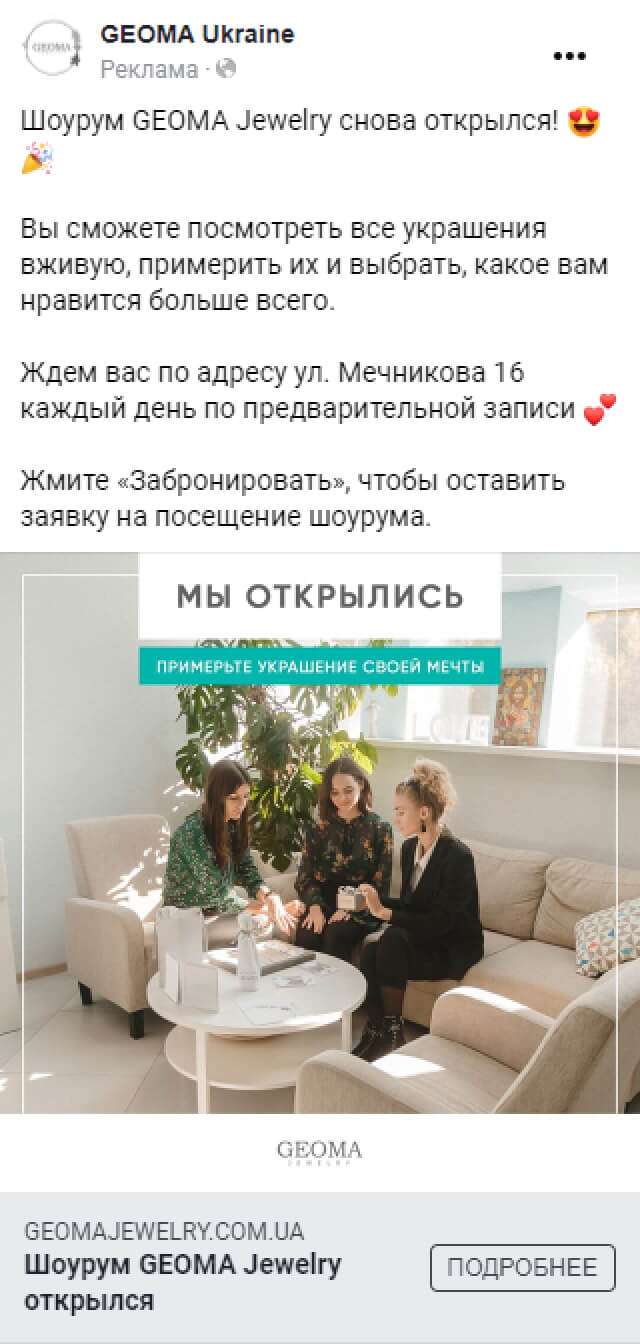 GEOMA
GEOMA Ukraine
Реклама ·
Шоурум GEOMA Jewelry снова открылся! 😍
🎉
Вы сможете посмотреть все украшения
вживую, примерить их и выбрать, какое вам
нравится больше всего.
Ждем вас по адресу ул. Мечникова 16
каждый день по предварительной записи 💕
Жмите «Забронировать», чтобы оставить
заявку на посещение шоурума.
МЫ ОТКРЫЛИСЬ
ПРИМЕРЬТЕ УКРАШЕНИЕ СВОЕЙ МЕЧТЫ
GEOMA
JEWELRY
GEOMAJEWELRY.COM.UA
Шоурум GEOMA Jewelry
открылся
ПОДРОБНЕЕ